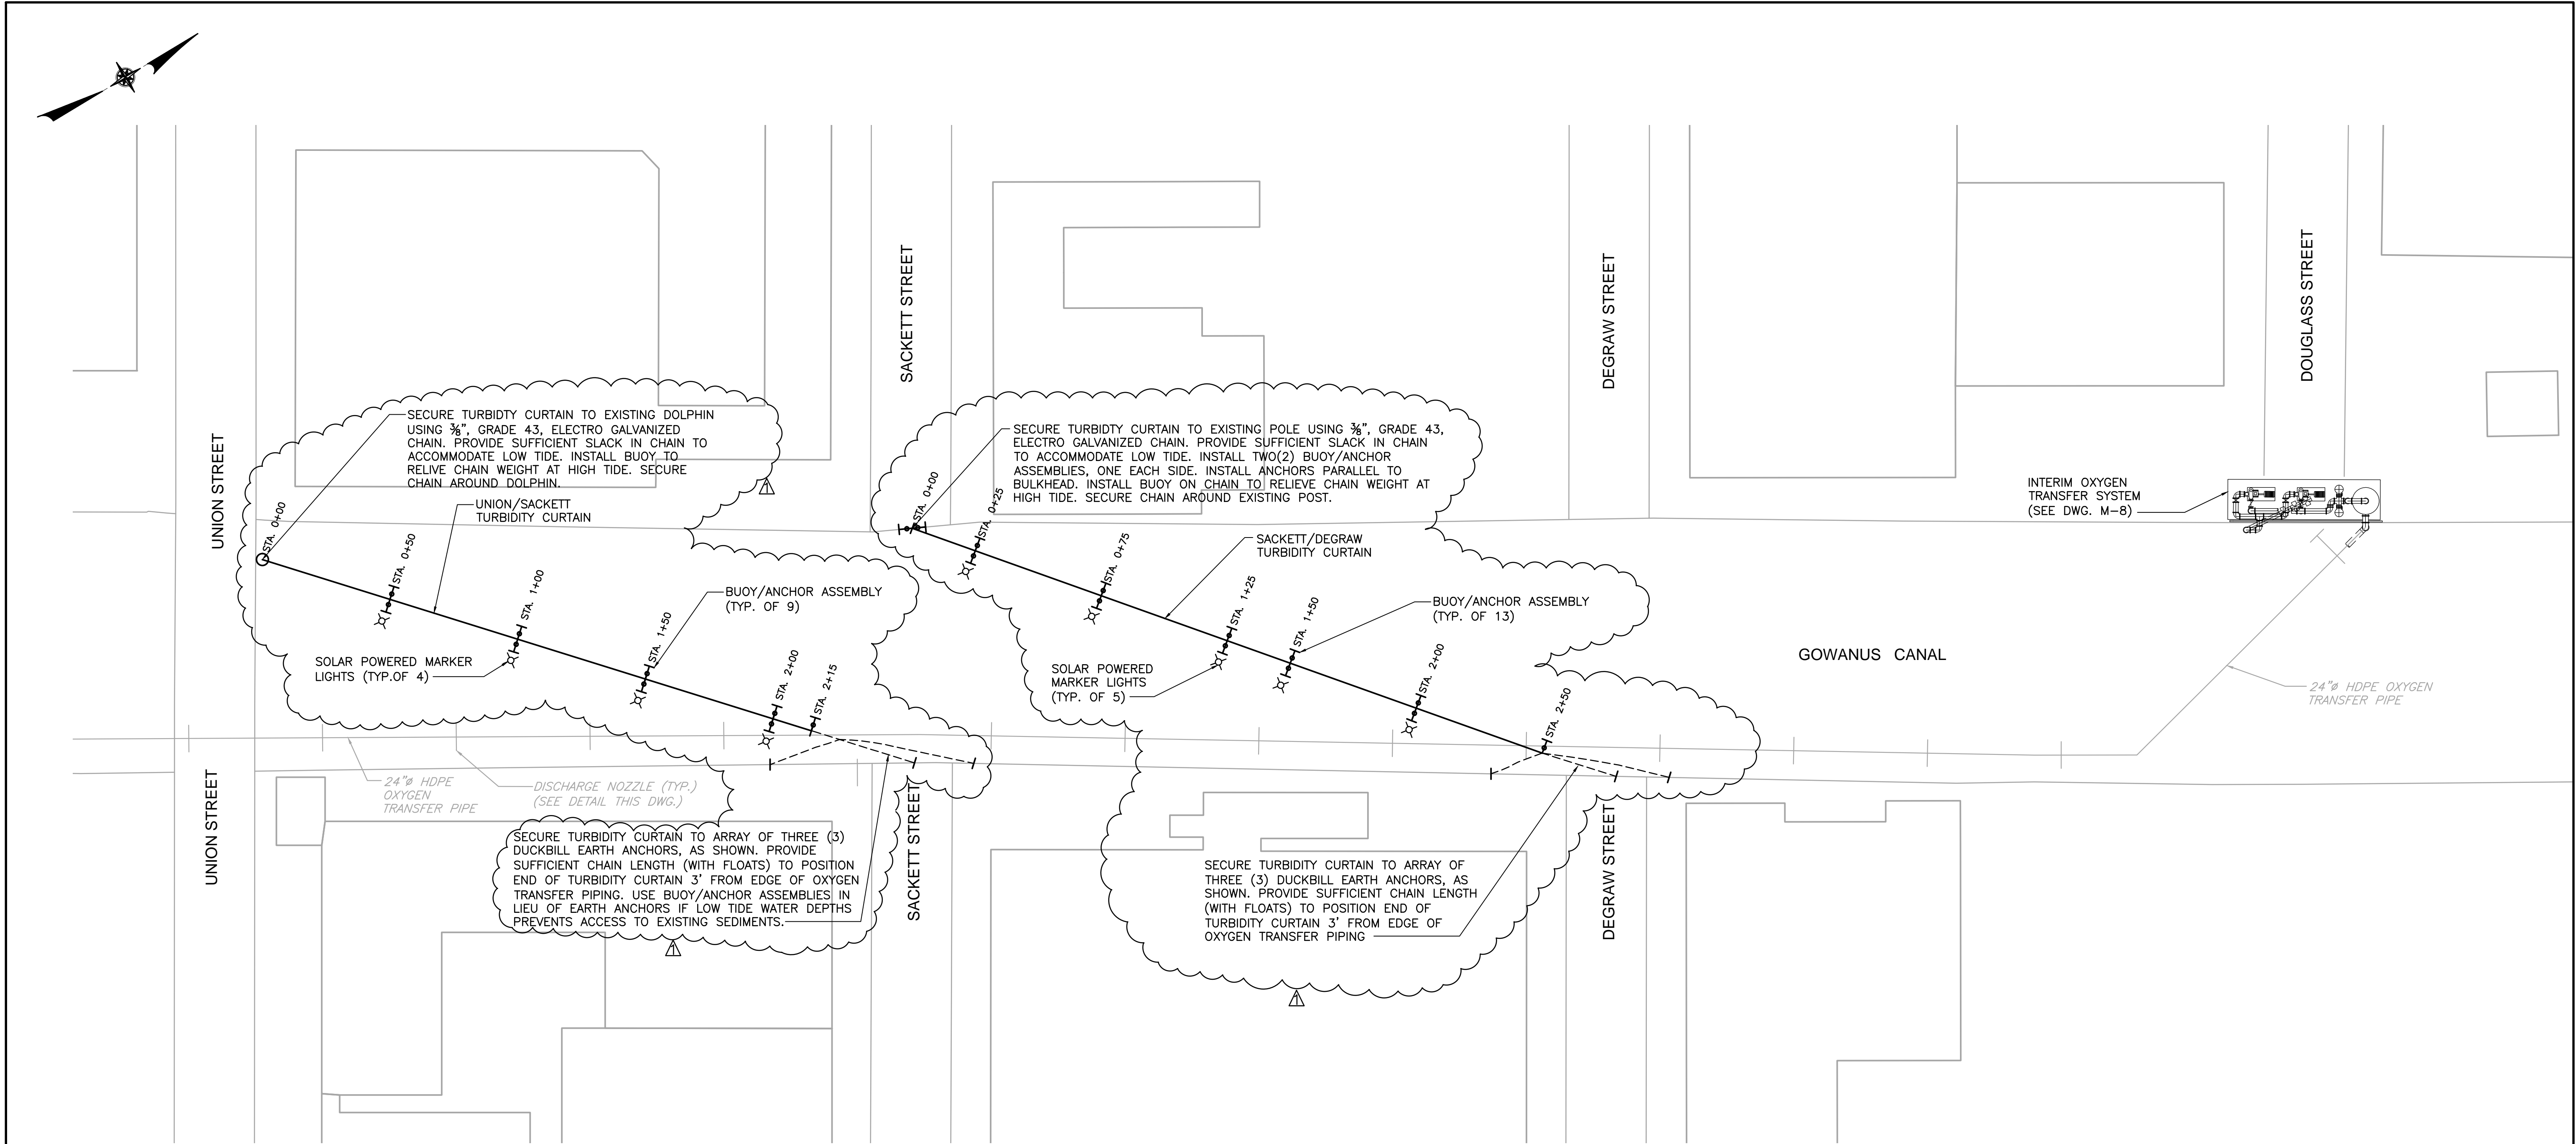 UNION STREET
SACKETT STREET
DEGRAW STREET
DOUGLASS STREET
SECURE TURBIDTY CURTAIN TO EXISTING DOLPHIN
USING ⅜", GRADE 43, ELECTRO GALVANIZED
CHAIN. PROVIDE SUFFICIENT SLACK IN CHAIN TO
ACCOMMODATE LOW TIDE. INSTALL BUOY TO
RELIVE CHAIN WEIGHT AT HIGH TIDE. SECURE
CHAIN AROUND DOLPHIN.
1
UNION/SACKETT
TURBIDITY CURTAIN
STA. 0+00
STA. 0+50
STA. 1+00
STA. 1+50
STA. 2+00
STA. 2+15
BUOY/ANCHOR ASSEMBLY
(TYP. OF 9)
SOLAR POWERED MARKER
LIGHTS (TYP.OF 4)
SECURE TURBIDTY CURTAIN TO EXISTING POLE USING ⅜", GRADE 43,
ELECTRO GALVANIZED CHAIN. PROVIDE SUFFICIENT SLACK IN CHAIN
TO ACCOMMODATE LOW TIDE. INSTALL TWO(2) BUOY/ANCHOR
ASSEMBLIES, ONE EACH SIDE. INSTALL ANCHORS PARALLEL TO
BULKHEAD. INSTALL BUOY ON CHAIN TO RELIEVE CHAIN WEIGHT AT
HIGH TIDE. SECURE CHAIN AROUND EXISTING POST.
STA. 0+00
STA. 0+25
STA. 0+75
STA. 1+25
STA. 1+50
STA. 2+00
STA. 2+50
SACKETT/DEGRAW
TURBIDITY CURTAIN
BUOY/ANCHOR ASSEMBLY
(TYP. OF 13)
SOLAR POWERED
MARKER LIGHTS
(TYP. OF 5)
INTERIM OXYGEN
TRANSFER SYSTEM
(SEE DWG. M-8)
GOWANUS CANAL
24"ø HDPE OXYGEN
TRANSFER PIPE
24"ø HDPE
OXYGEN
TRANSFER PIPE
DISCHARGE NOZZLE (TYP.)
(SEE DETAIL THIS DWG.)
UNION STREET
SACKETT STREET
DEGRAW STREET
SECURE TURBIDITY CURTAIN TO ARRAY OF THREE (3)
DUCKBILL EARTH ANCHORS, AS SHOWN. PROVIDE
SUFFICIENT CHAIN LENGTH (WITH FLOATS) TO POSITION
END OF TURBIDITY CURTAIN 3' FROM EDGE OF OXYGEN
TRANSFER PIPING. USE BUOY/ANCHOR ASSEMBLIES IN
LIEU OF EARTH ANCHORS IF LOW TIDE WATER DEPTHS
PREVENTS ACCESS TO EXISTING SEDIMENTS.
1
SECURE TURBIDITY CURTAIN TO ARRAY OF
THREE (3) DUCKBILL EARTH ANCHORS, AS
SHOWN. PROVIDE SUFFICIENT CHAIN LENGTH
(WITH FLOATS) TO POSITION END OF
TURBIDITY CURTAIN 3' FROM EDGE OF
OXYGEN TRANSFER PIPING
1